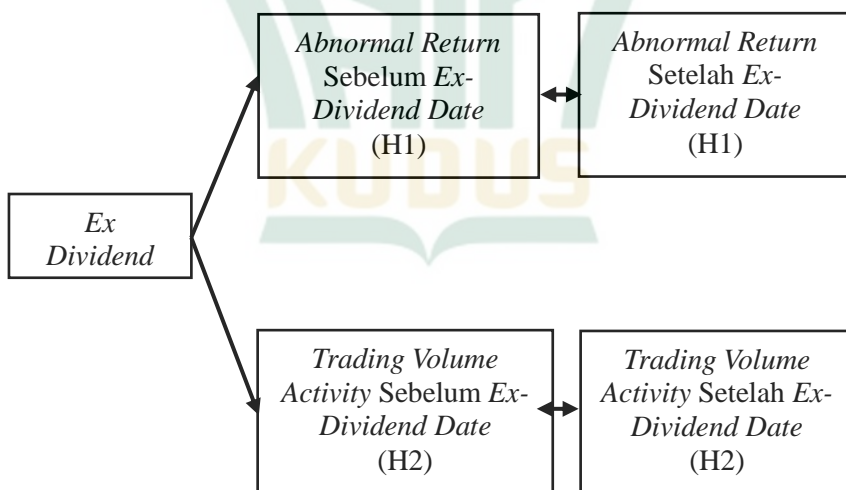 Abnormal Return
Sebelum Ex-
Dividend Date
(H1)
Abnormal Return
Setelah Ex-
Dividend Date
(H1)
KUDUS
Ex
Dividend
Trading Volume
Activity Sebelum Ex-
Dividend Date
(H2)
Trading Volume
Activity Setelah Ex-
Dividend Date
(H2)